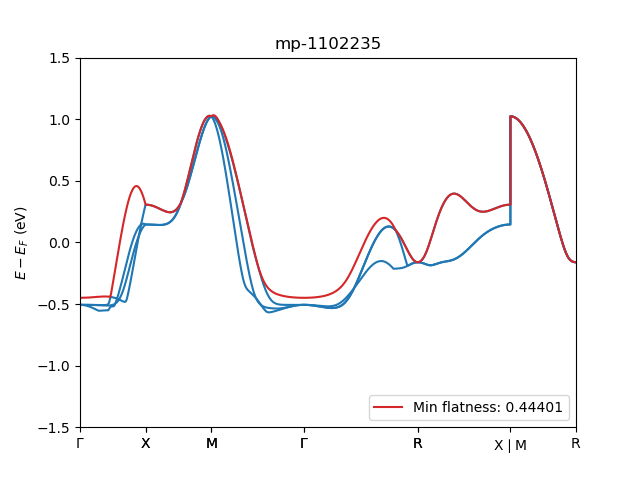 mp-1102235
E − E_F (eV)
1.5
1.0
0.5
0.0
−0.5
−1.0
−1.5
Min flatness: 0.44401
Γ X M Γ R X | M R